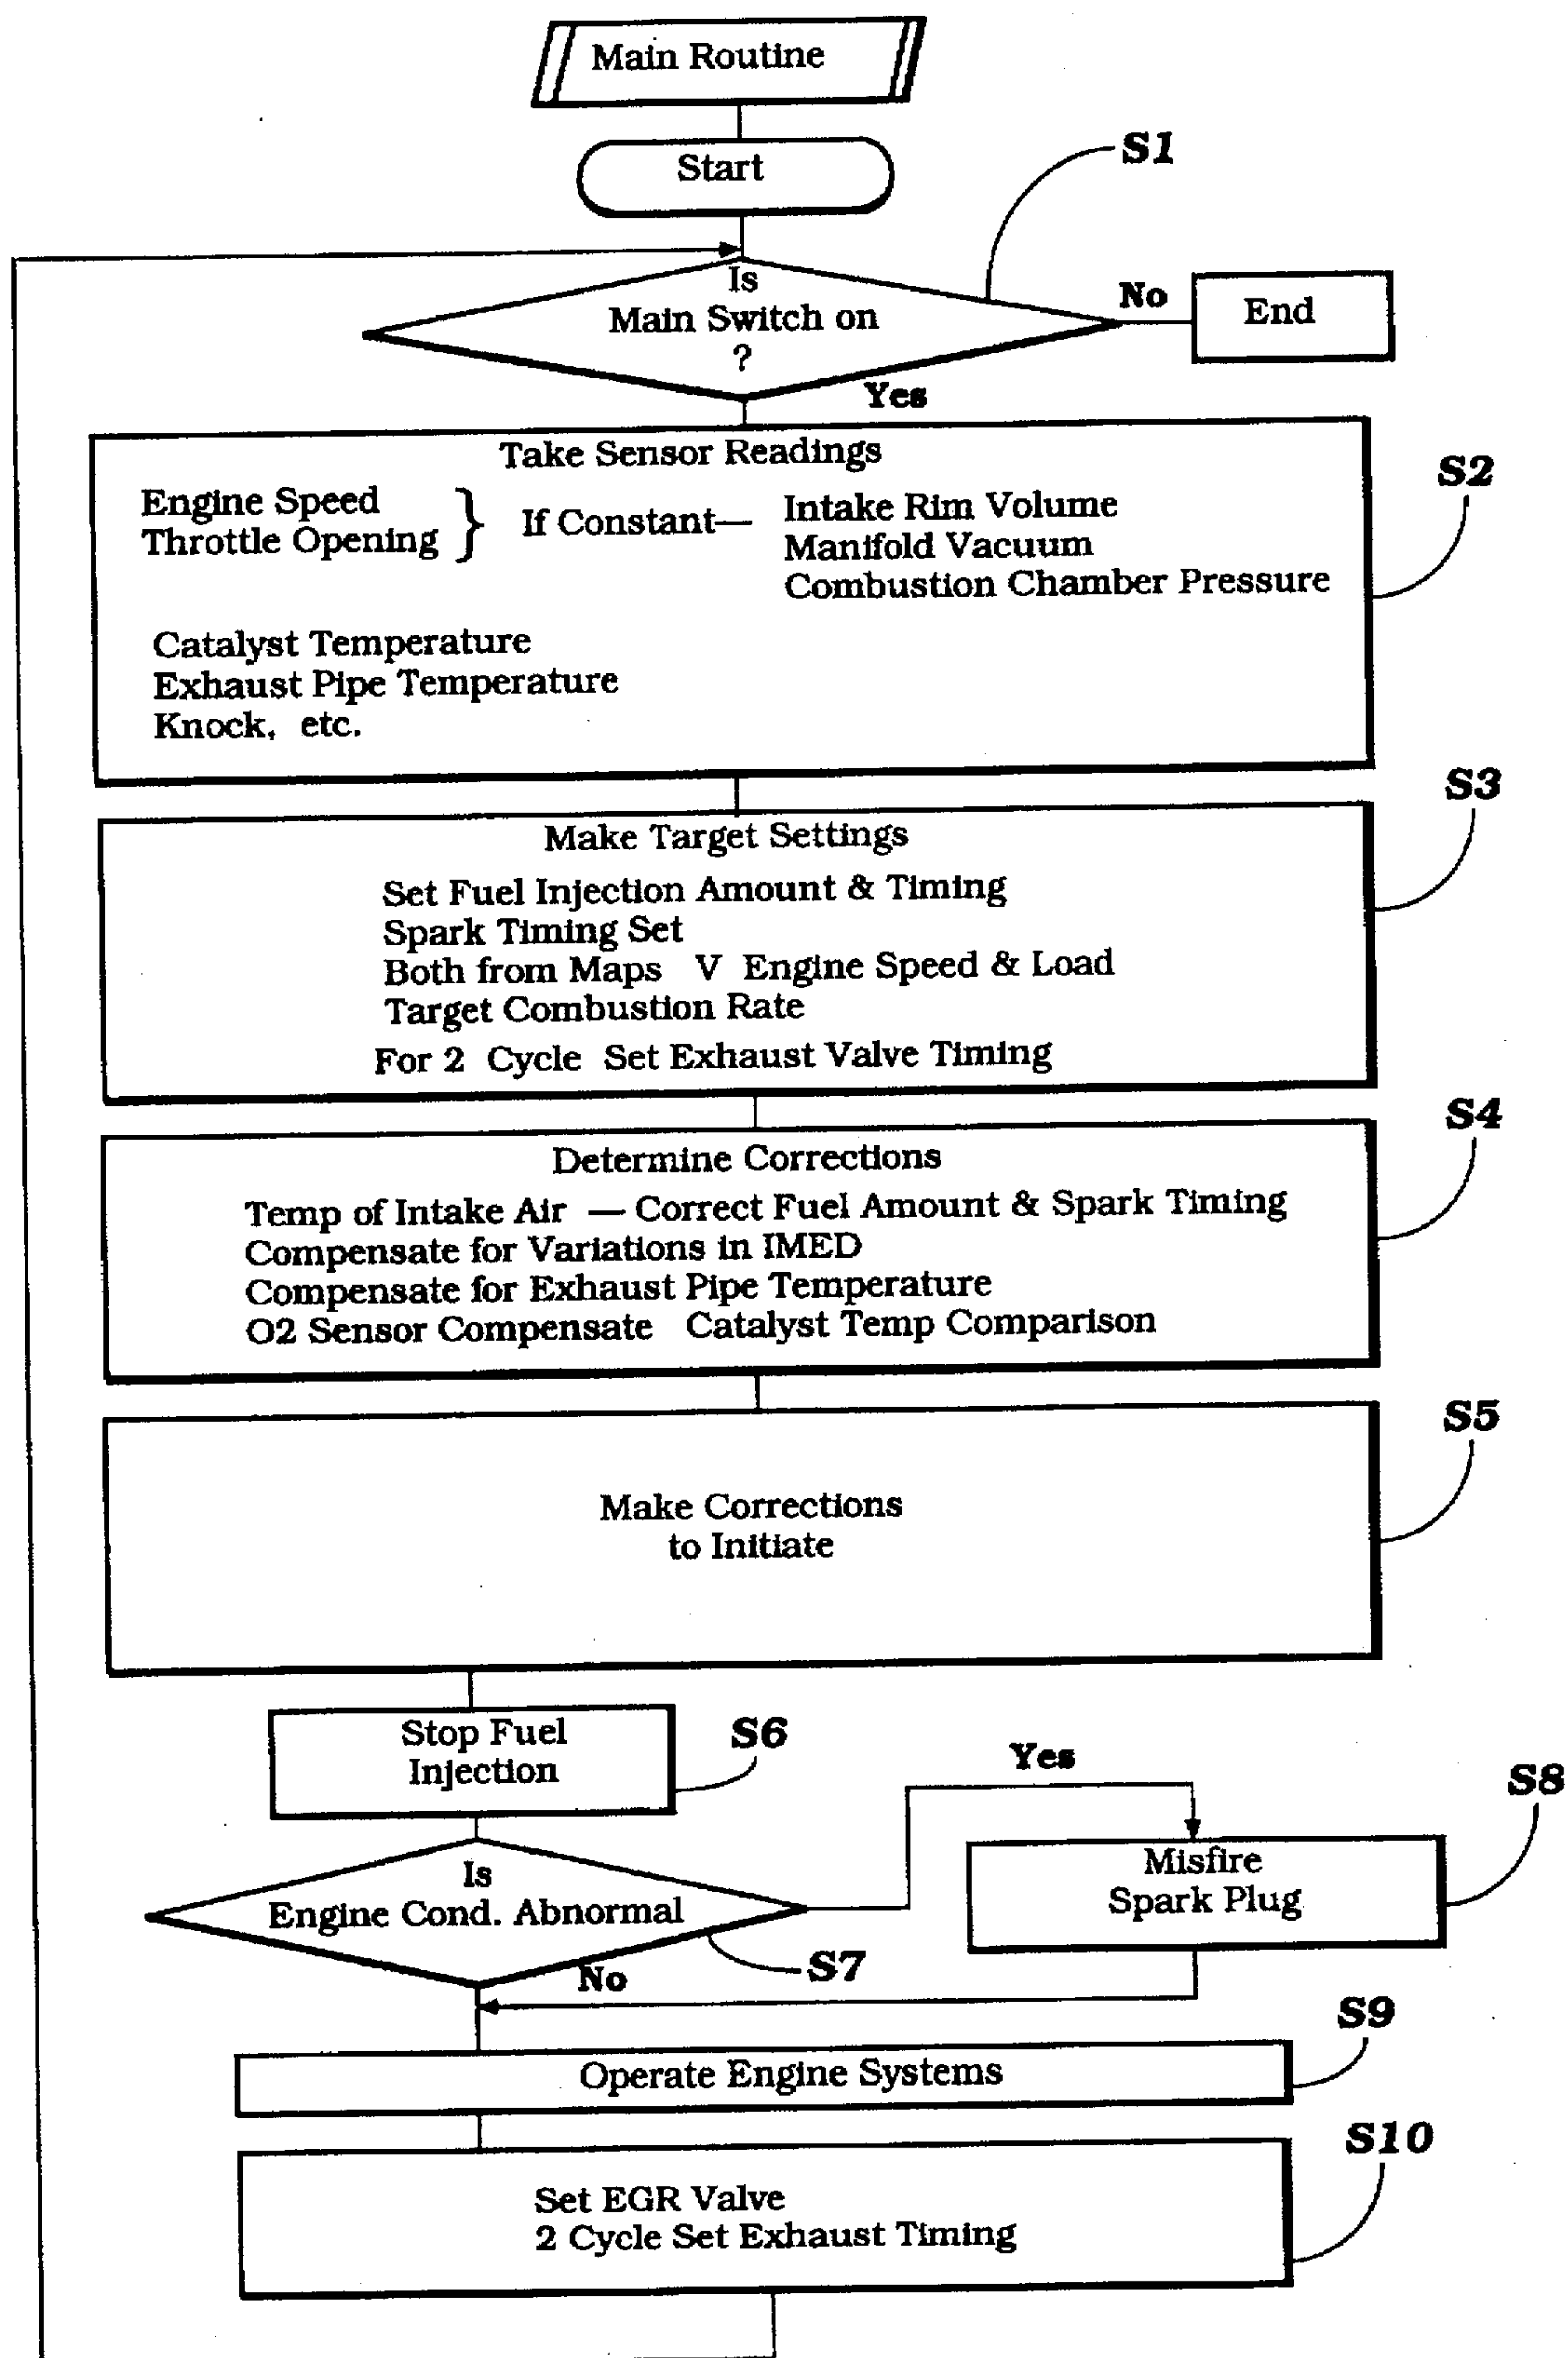 Main Routine
Start
S1
Is
Main Switch on
?
No
End
Yes
Take Sensor Readings
S2
Engine Speed
Throttle Opening
} If Constant—
Intake Rim Volume
Manifold Vacuum
Combustion Chamber Pressure
Catalyst Temperature
Exhaust Pipe Temperature
Knock, etc.
S3
Make Target Settings
Set Fuel Injection Amount & Timing
Spark Timing Set
Both from Maps V Engine Speed & Load
Target Combustion Rate
For 2 Cycle Set Exhaust Valve Timing
S4
Determine Corrections
Temp of Intake Air — Correct Fuel Amount & Spark Timing
Compensate for Variations in IMED
Compensate for Exhaust Pipe Temperature
O2 Sensor Compensate Catalyst Temp Comparison
S5
Make Corrections
to Initiate
Stop Fuel
Injection
S6
Yes
S8
Is
Engine Cond. Abnormal
Misfire
Spark Plug
S7
No
S9
Operate Engine Systems
S10
Set EGR Valve
2 Cycle Set Exhaust Timing